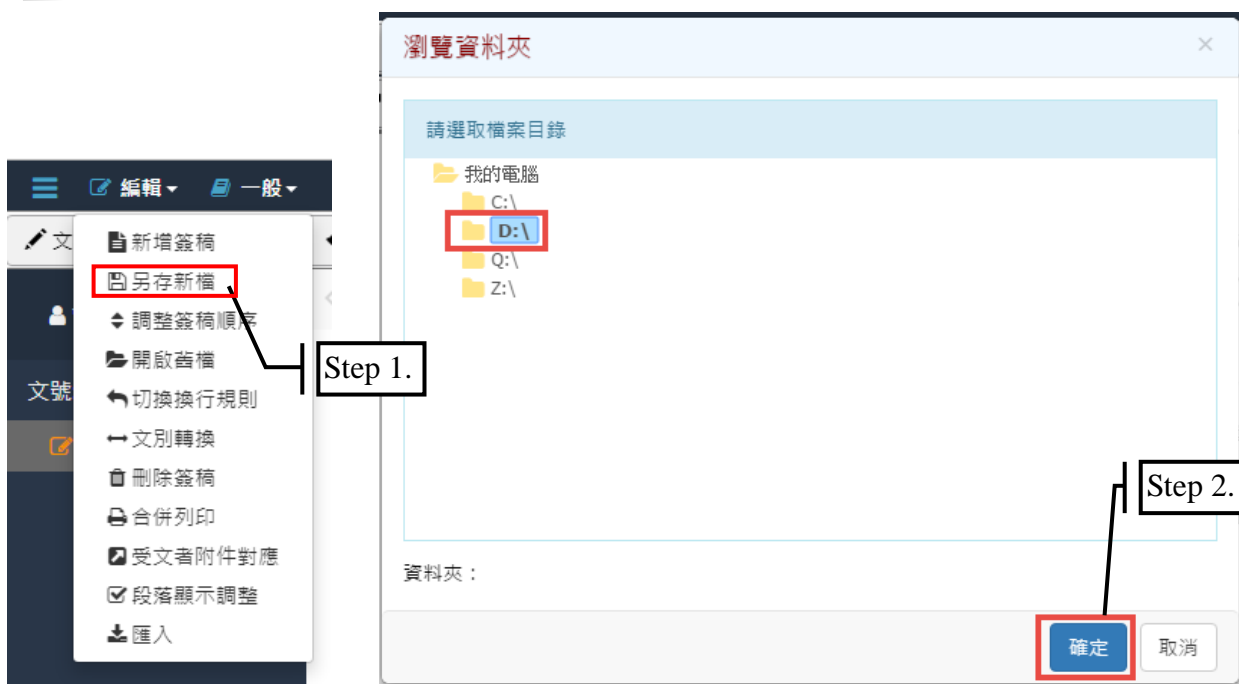 編輯 一般
文
新增簽稿
另存新檔
調整簽稿順序
開啟舊檔
文號
切換換行規則
文別轉換
刪除簽稿
合併列印
受文者附件對應
段落顯示調整
匯入
Step 1.
瀏覽資料夾
請選取檔案目錄
我的電腦
C:\
D:\
Q:\
Z:\
資料夾：
Step 2.
確定 取消